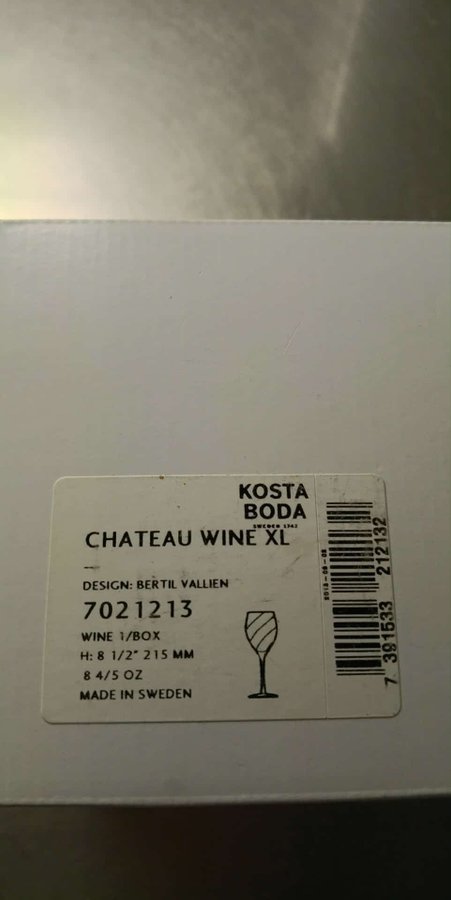 KOSTA
BODA
SWEDEN 1742
CHATEAU WINE XL
DESIGN: BERTIL VALLIEN
7021213
WINE 1/BOX
H: 8 1/2" 215 MM
8 4/5 OZ
MADE IN SWEDEN
7 391533 212132